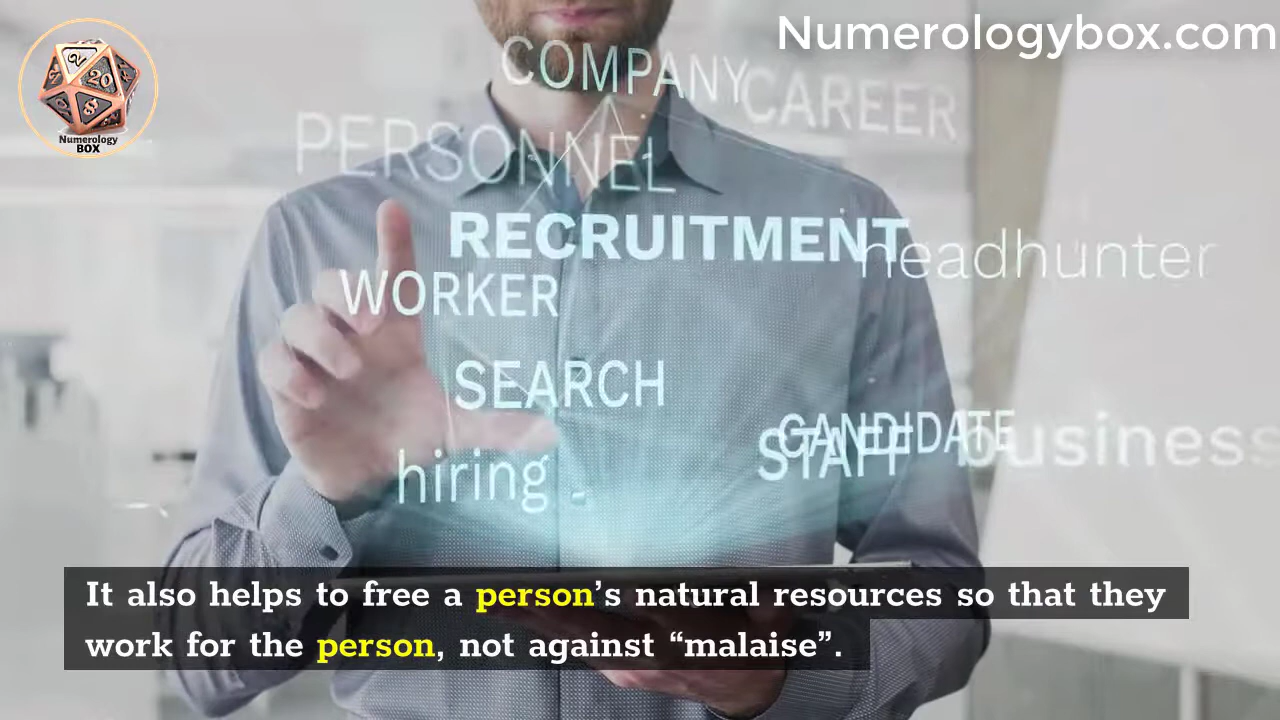 Numerologybox.com
20
Numerology
BOX
COMPANY
CAREER
PERSONNEL
RECRUITMENT
headhunter
WORKER
SEARCH
CANDIDATE
STAFF
business
hiring
It also helps to free a person’s natural resources so that they
work for the person, not against “malaise”.